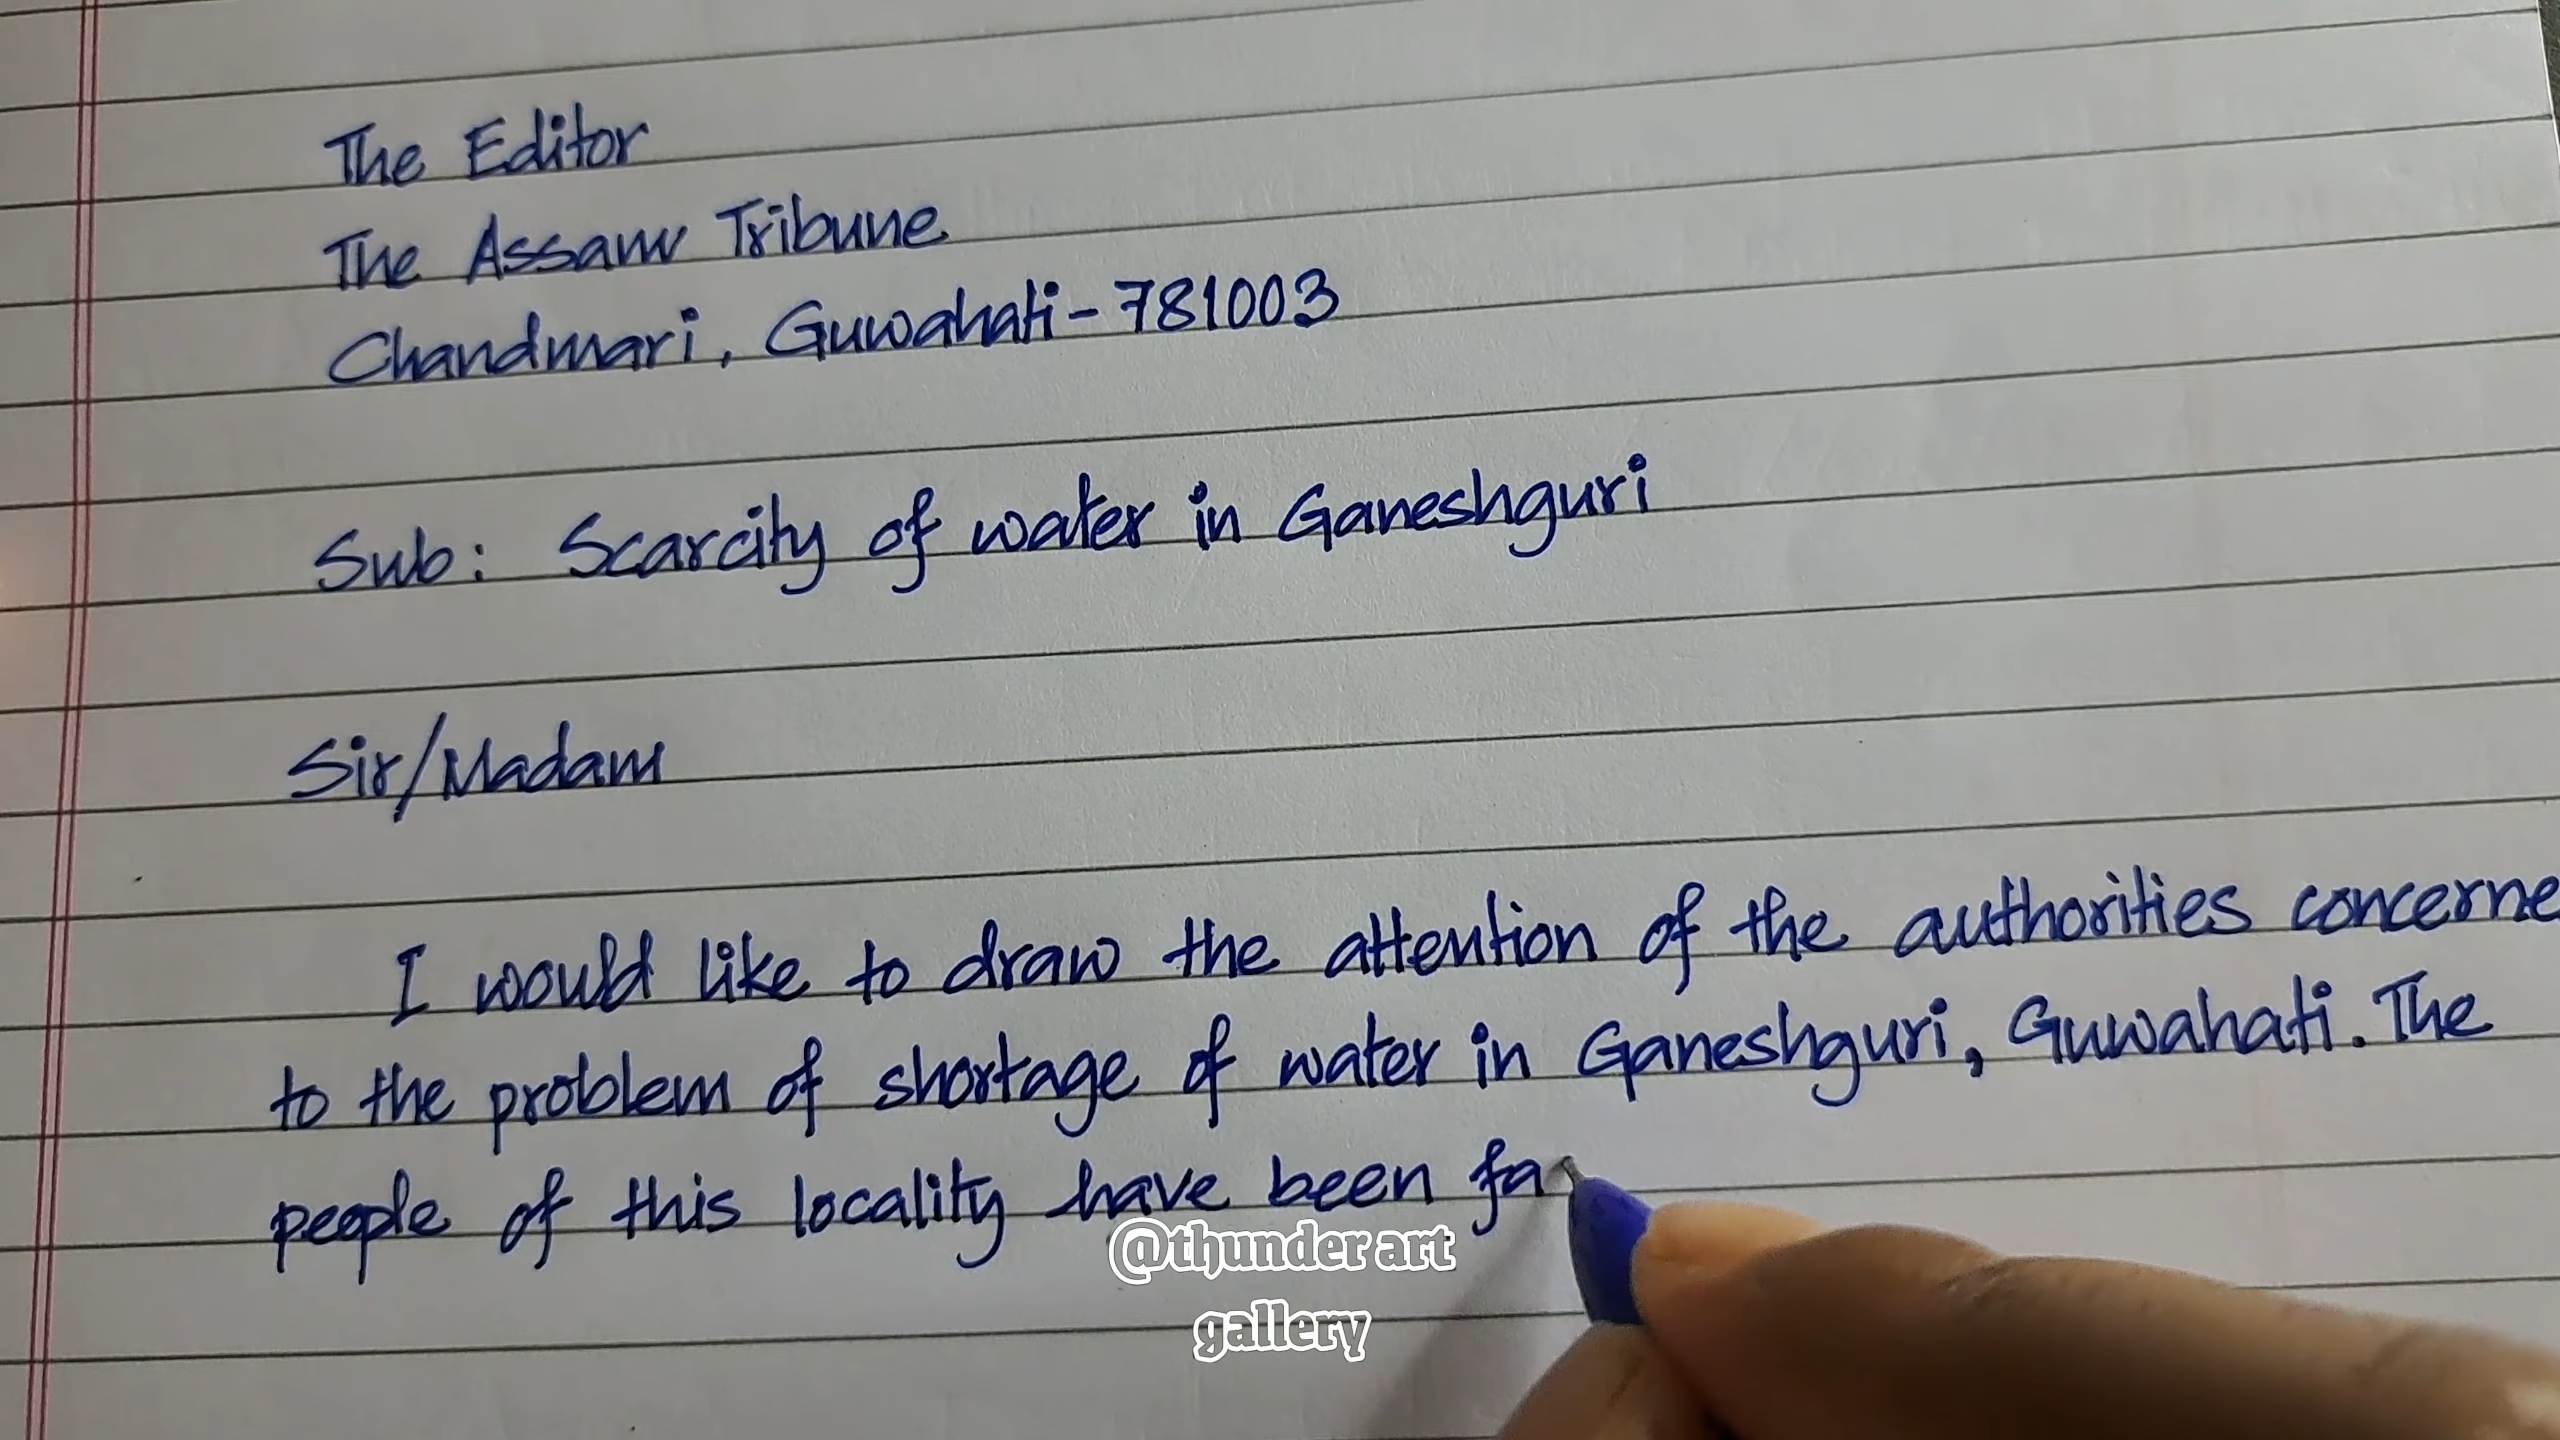 The Editor
The Assam Tribune
Chandmari, Guwahati-781003
Sub: Scarcity of water in Ganeshguri
Sir/Madam
I would like to draw the attention of the authorities concerne
to the problem of shortage of water in Ganeshguri, Guwahati. The
people of this locality have been fa
@thunder art
gallery